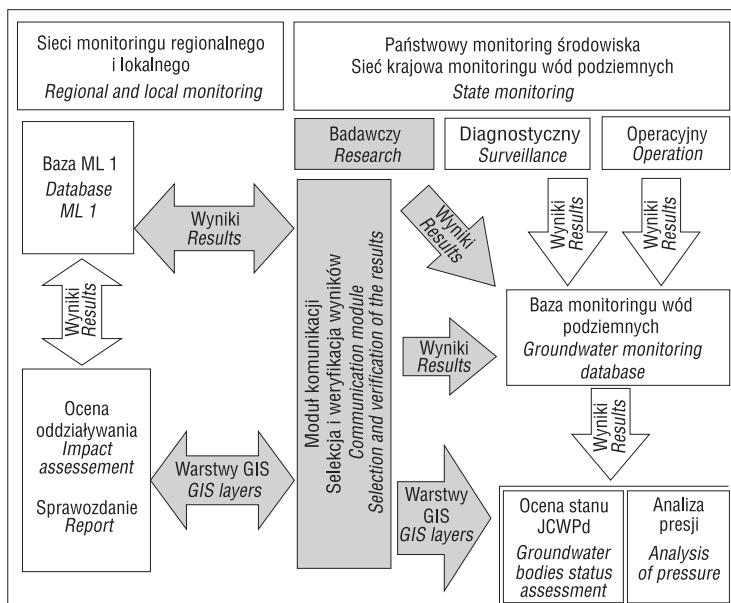 Sieci monitoringu regionalnego
i lokalnego
Regional and local monitoring
Państwowy monitoring środowiska
Sieć krajowa monitoringu wód podziemnych
State monitoring
Badawczy
Research
Diagnostyczny
Surveillance
Operacyjny
Operation
Baza ML 1
Database
ML 1
Wyniki
Results
Wyniki
Results
Wyniki
Results
Wyniki
Results
Wyniki
Results
Moduł komunikacji
Selekcja i weryfikacja wyników
Communication module
Selection and verification of the results
Wyniki
Results
Baza monitoringu wód
podziemnych
Groundwater monitoring
database
Wyniki
Results
Ocena
oddziaływania
Impact
assessment
Sprawozdanie
Report
Warstwy GIS
GIS layers
Warstwy
GIS
GIS layers
Ocena stanu
JCWPd
Groundwater
bodies status
assessment
Analiza
presji
Analysis
of pressure